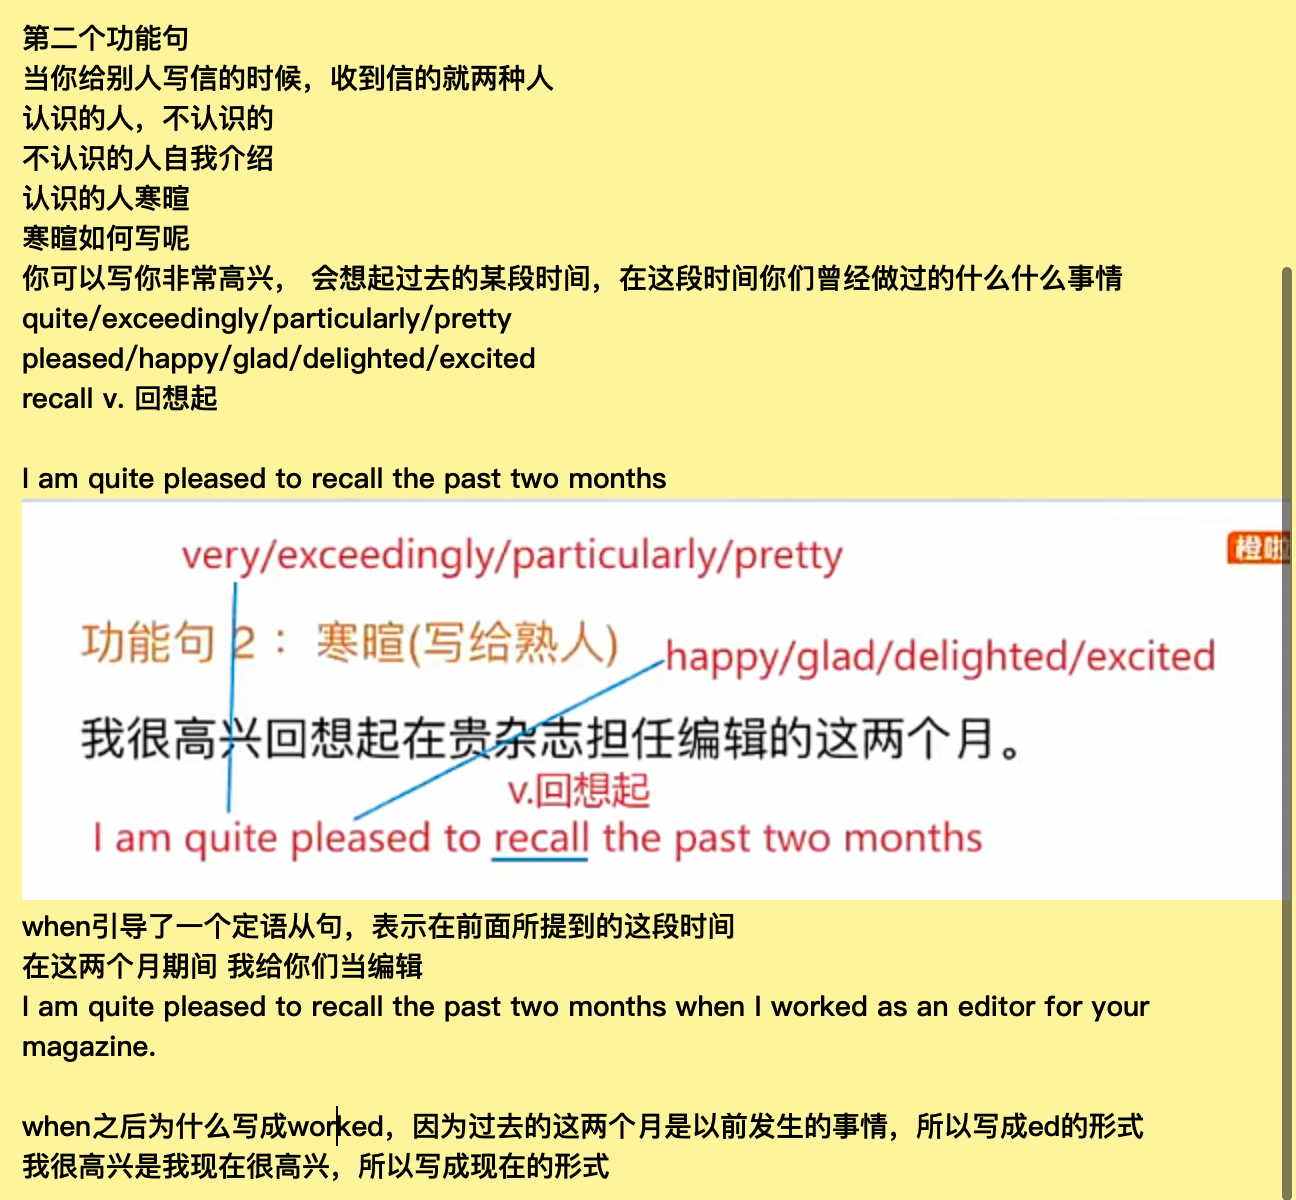 第二个功能句
当你给别人写信的时候，收到信的就两种人
认识的人，不认识的
不认识的人自我介绍
认识的人寒暄
寒暄如何写呢
你可以写你非常高兴， 会想起过去的某段时间，在这段时间你们曾经做过的什么什么事情
quite/exceedingly/particularly/pretty
pleased/happy/glad/delighted/excited
recall v. 回想起
I am quite pleased to recall the past two months
very/exceedingly/particularly/pretty
橙啦
功能句 2： 寒暄(写给熟人)
happy/glad/delighted/excited
我很高兴回想起在贵杂志担任编辑的这两个月。
v.回想起
I am quite pleased to recall the past two months
when引导了一个定语从句，表示在前面所提到的这段时间
在这两个月期间 我给你们当编辑
I am quite pleased to recall the past two months when I worked as an editor for your
magazine.
when之后为什么写成worked，因为过去的这两个月是以前发生的事情，所以写成ed的形式
我很高兴是我现在很高兴，所以写成现在的形式